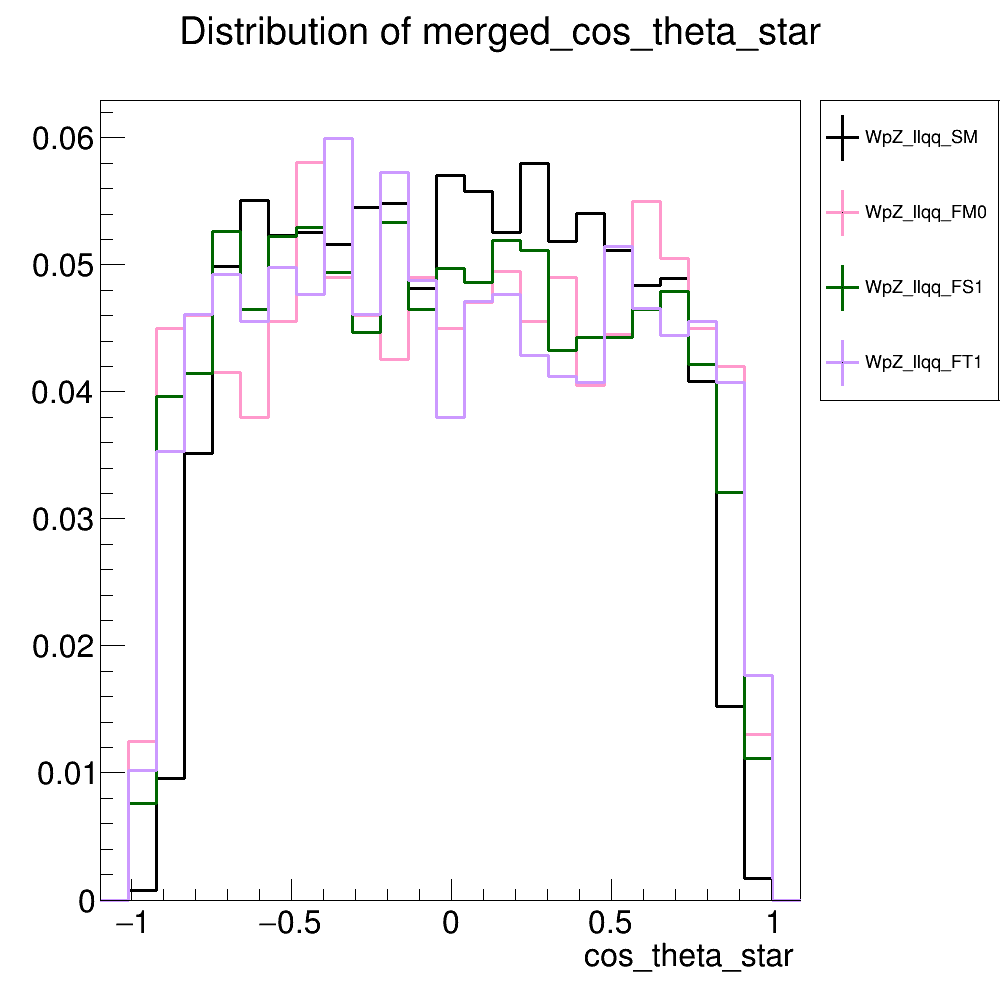 Distribution of merged_cos_theta_star
0.06
0.05
0.04
0.03
0.02
0.01
0
−1 −0.5 0 0.5 1
cos_theta_star
WpZ_llqq_SM
WpZ_llqq_FM0
WpZ_llqq_FS1
WpZ_llqq_FT1